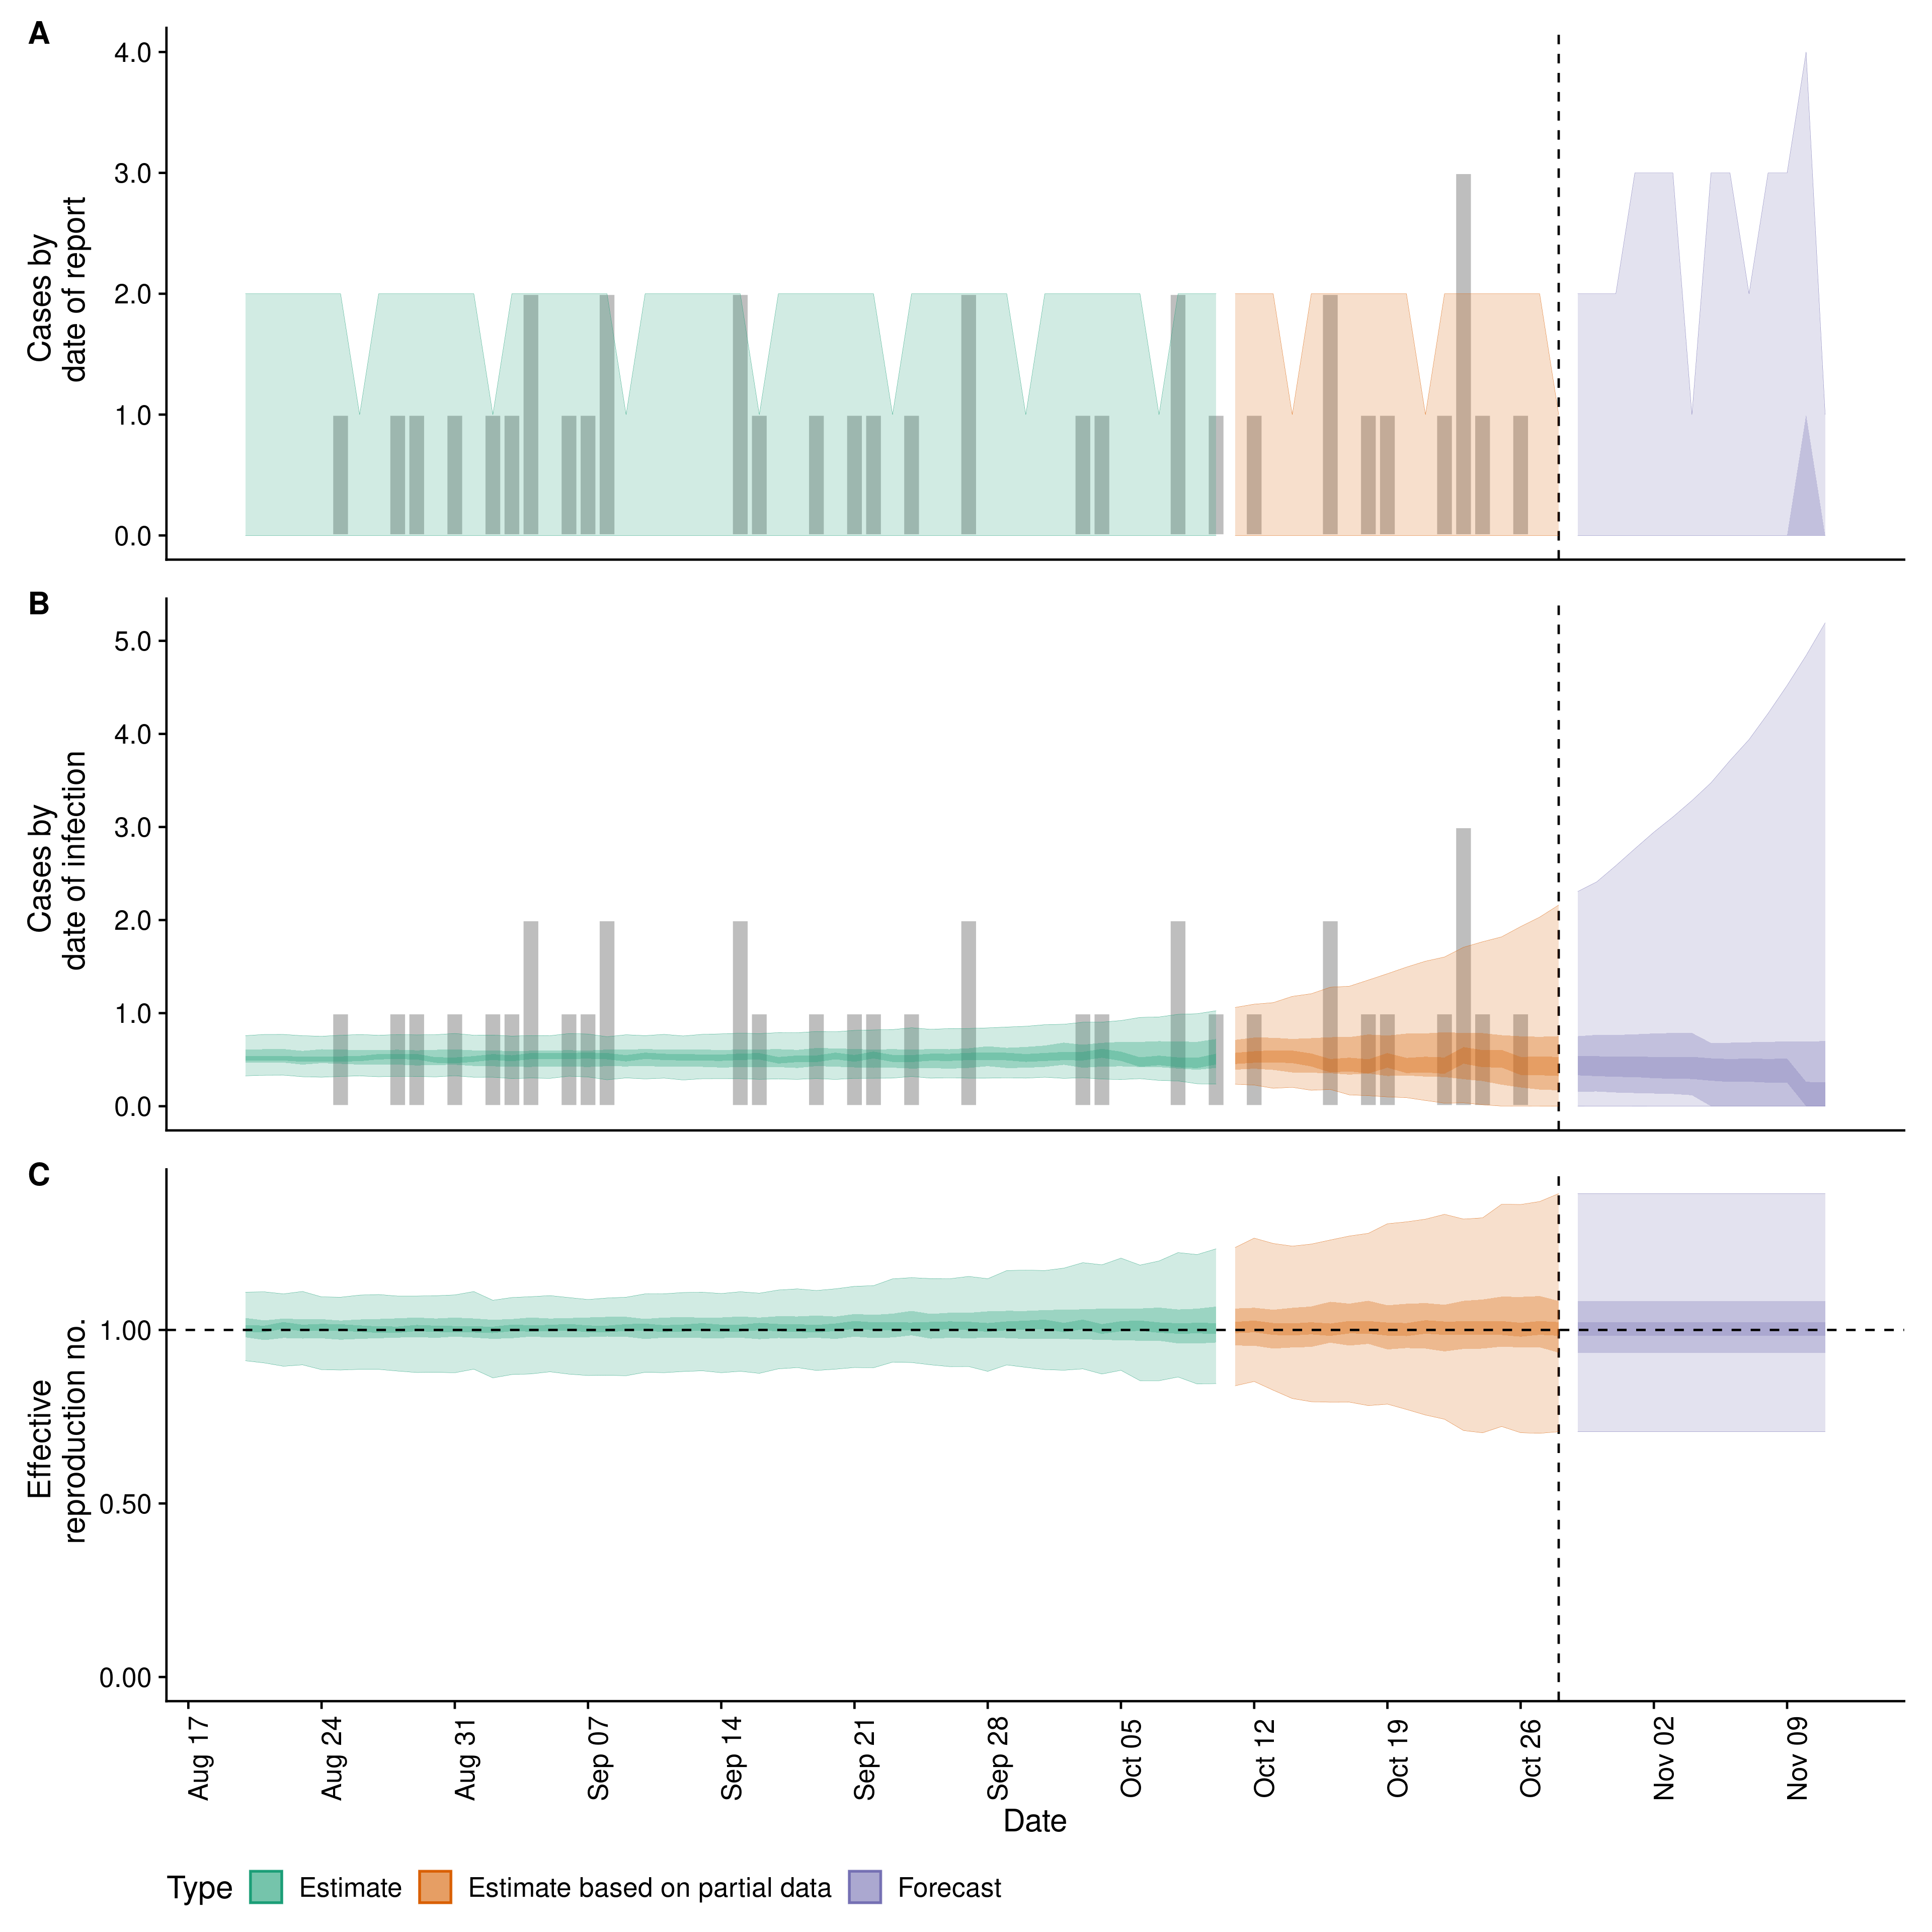 A
Cases by
date of report
4.0
3.0
2.0
1.0
0.0
B
Cases by
date of infection
5.0
4.0
3.0
2.0
1.0
0.0
C
Effective
reproduction no.
1.00
0.50
0.00
Aug 17
Aug 24
Aug 31
Sep 07
Sep 14
Sep 21
Sep 28
Oct 05
Oct 12
Oct 19
Oct 26
Nov 02
Nov 09
Date
Type Estimate Estimate based on partial data Forecast